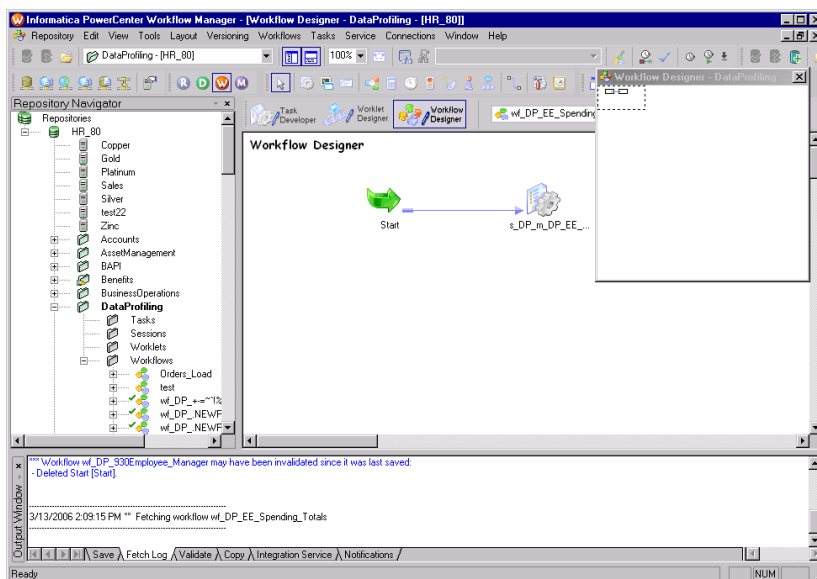 Informatica PowerCenter Workflow Manager - [Workflow Designer - DataProfiling - [HR_80]]
Repository Edit View Tools Layout Versioning Workflows Tasks Service Connections Window Help
DataProfiling - [HR_80] 100%
R D W M
Workflow Designer - DataProfiling
Repository Navigator
Task Developer
Worklet Designer
Workflow Designer
wf_DP_EE_Spending
Repositories
HR_80
Copper
Gold
Platinum
Sales
Silver
test22
Zinc
Accounts
AssetManagement
BAPI
Benefits
BusinessOperations
DataProfiling
Tasks
Sessions
Worklets
Workflows
Orders_Load
test
wf_DP_.NEWF
wf_DP_.NEWF
Workflow Designer
Start
s_DP_m_DP_EE_...
Output Window
*** Workflow wf_DP_930Employee_Manager may have been invalidated since it was last saved:
- Deleted Start [Start].
3/13/2006 2:09:15 PM ** Fetching workflow wf_DP_EE_Spending_Totals
Save Fetch Log Validate Copy Integration Service Notifications
Ready NUM